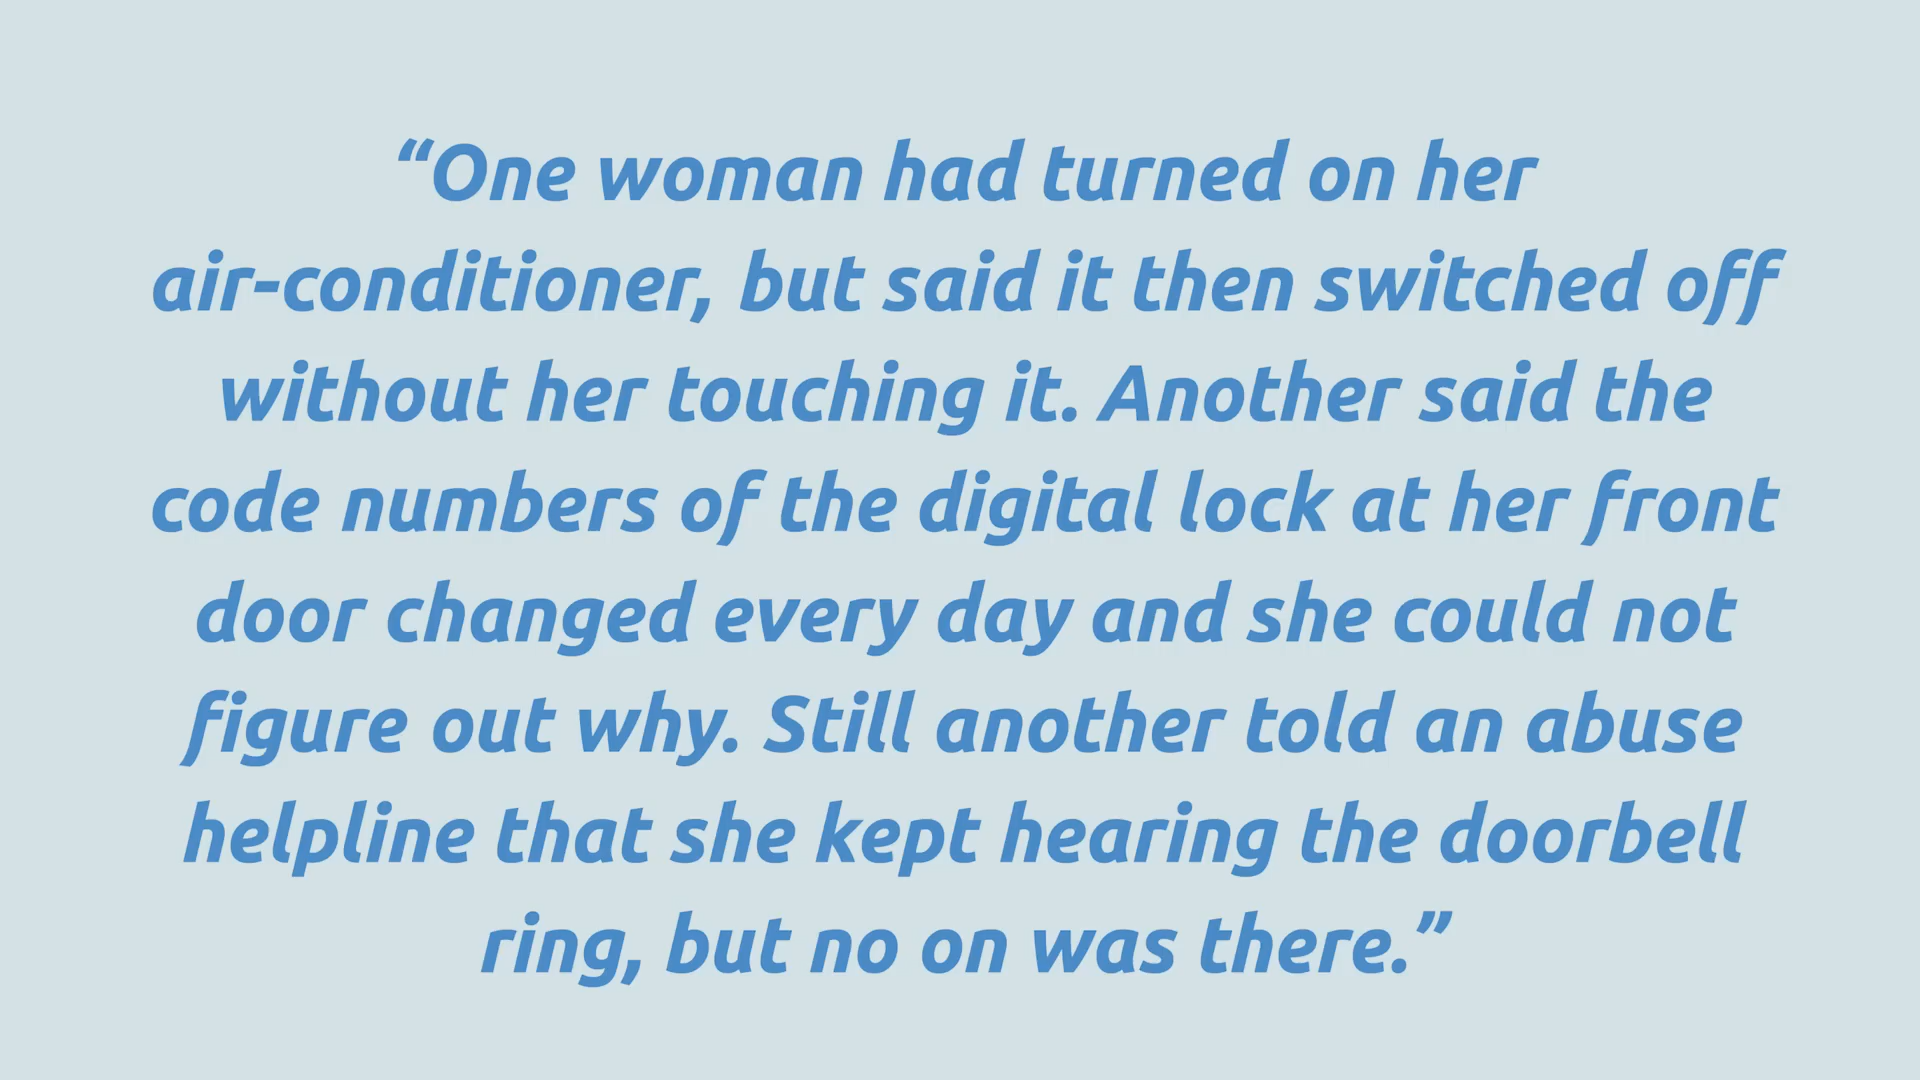 “One woman had turned on her
air-conditioner, but said it then switched off
without her touching it. Another said the
code numbers of the digital lock at her front
door changed every day and she could not
figure out why. Still another told an abuse
helpline that she kept hearing the doorbell
ring, but no on was there.”